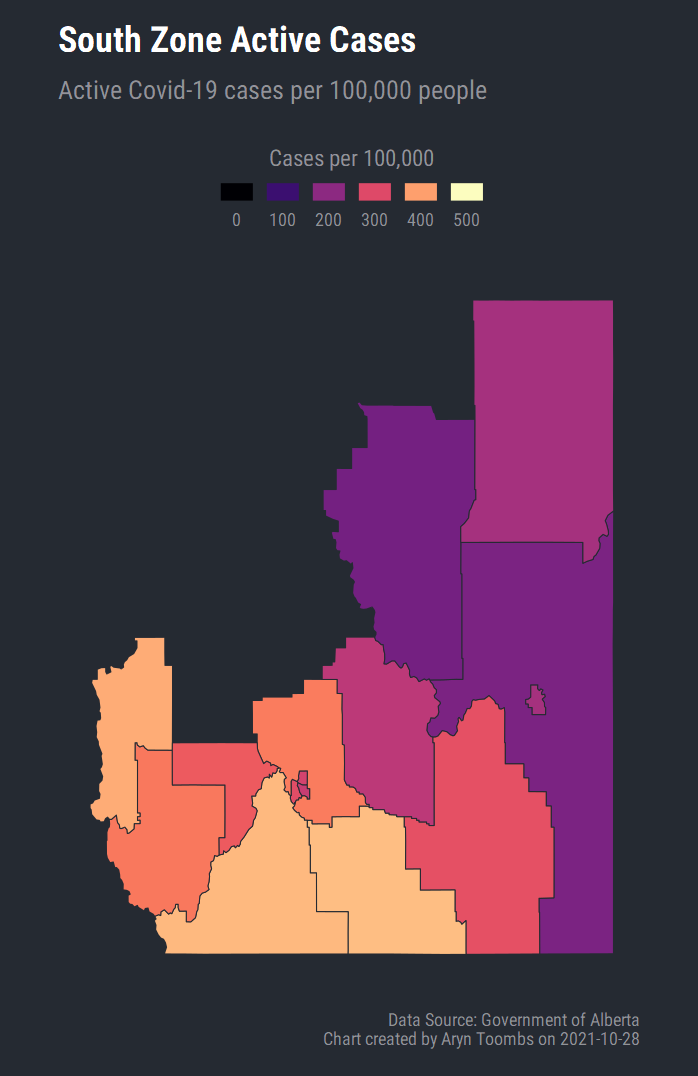 South Zone Active Cases
Active Covid-19 cases per 100,000 people
Cases per 100,000
0 100 200 300 400 500
Data Source: Government of Alberta
Chart created by Aryn Toombs on 2021-10-28